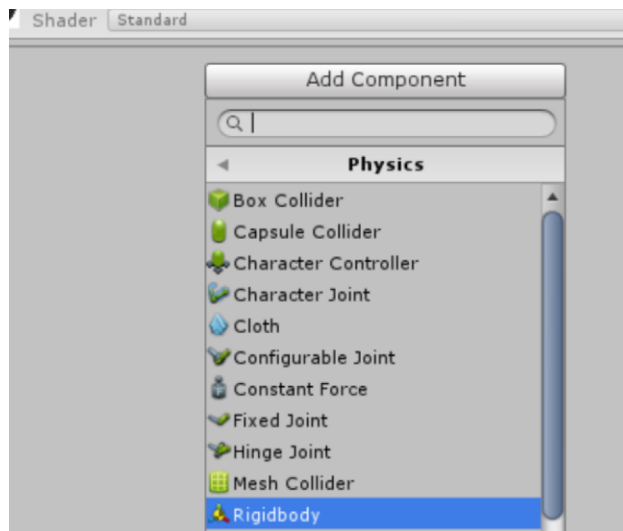 Shader Standard
Add Component
Physics
Box Collider
Capsule Collider
Character Controller
Character Joint
Cloth
Configurable Joint
Constant Force
Fixed Joint
Hinge Joint
Mesh Collider
Rigidbody